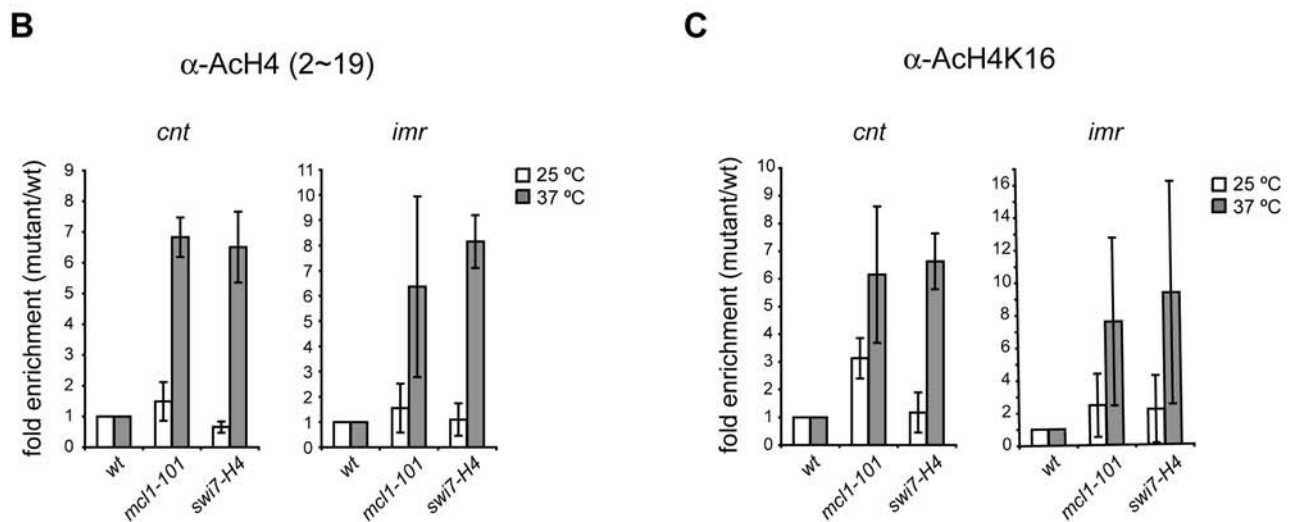 B
α-AcH4 (2~19)
cnt
imr
fold enrichment (mutant/wt)
9
8
7
6
5
4
3
2
1
0
wt
mcl1-101
swi7-H4
11
10
9
8
7
6
5
4
3
2
1
0
wt
mcl1-101
swi7-H4
25 ºC
37 ºC
C
α-AcH4K16
cnt
imr
fold enrichment (mutant/wt)
10
9
8
7
6
5
4
3
2
1
0
wt
mcl1-101
swi7-H4
16
14
12
10
8
6
4
2
0
wt
mcl1-101
swi7-H4
25 ºC
37 ºC